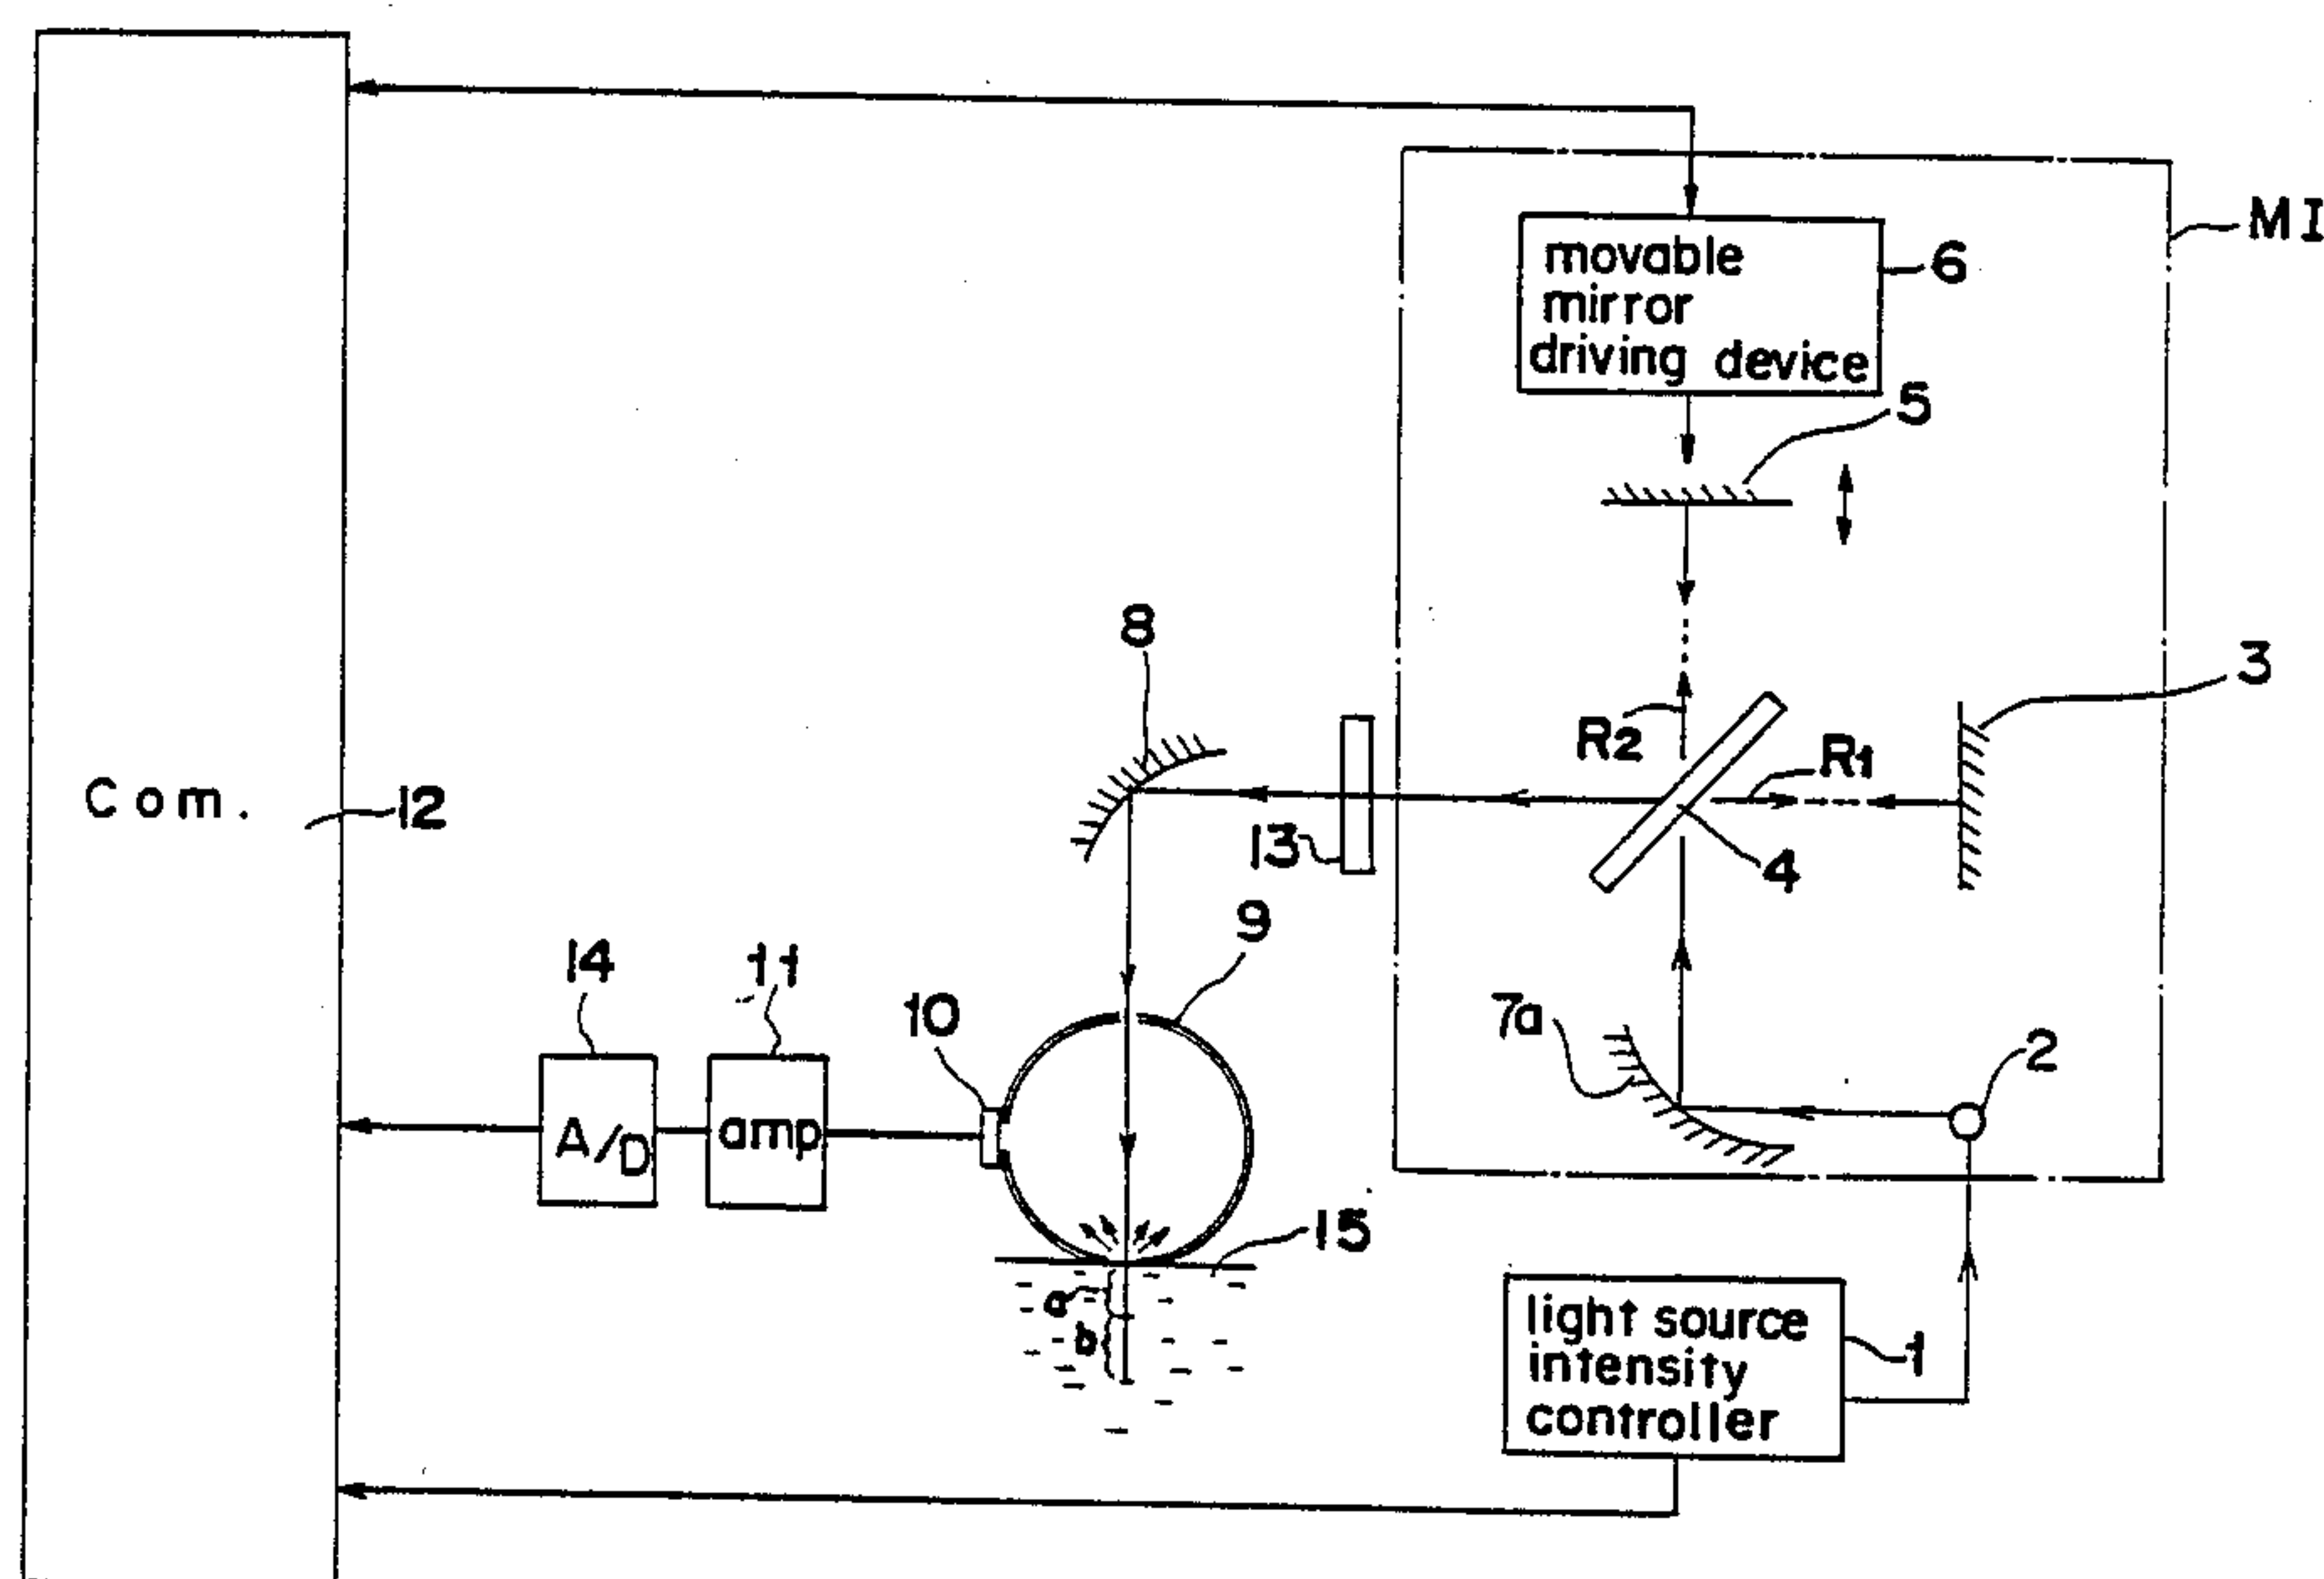 MI
movable
mirror
driving device
6
5
3
8
R2
R1
Com.
12
13
4
9
14
11
10
7a
2
A/D
amp
15
a
b
light source
intensity
controller
1